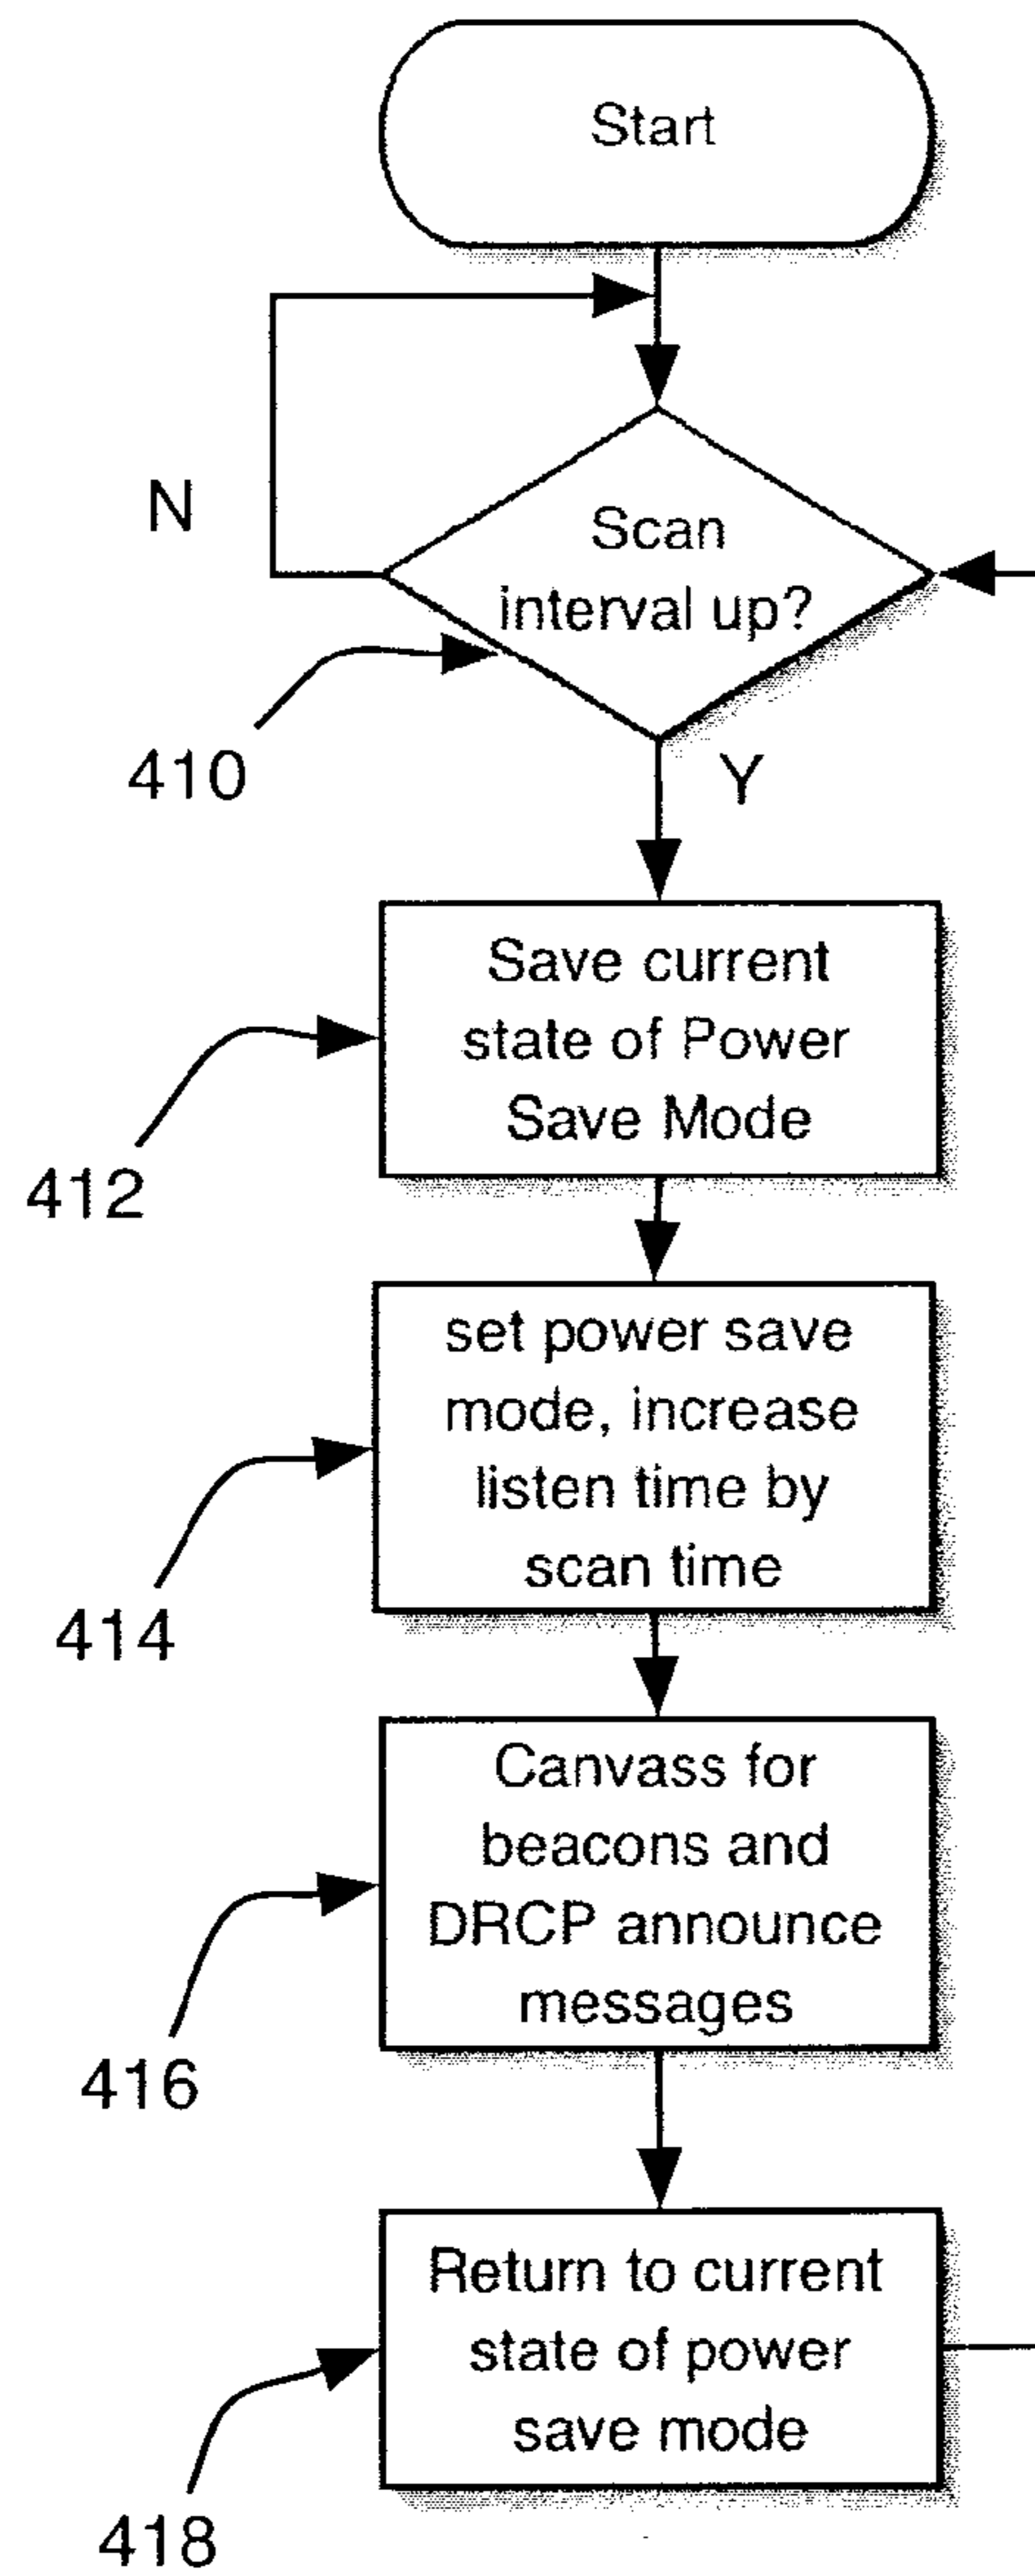 Start
N
Scan
interval up?
410
Y
Save current
state of Power
Save Mode
412
set power save
mode, increase
listen time by
scan time
414
Canvass for
beacons and
DRCP announce
messages
416
Return to current
state of power
save mode
418